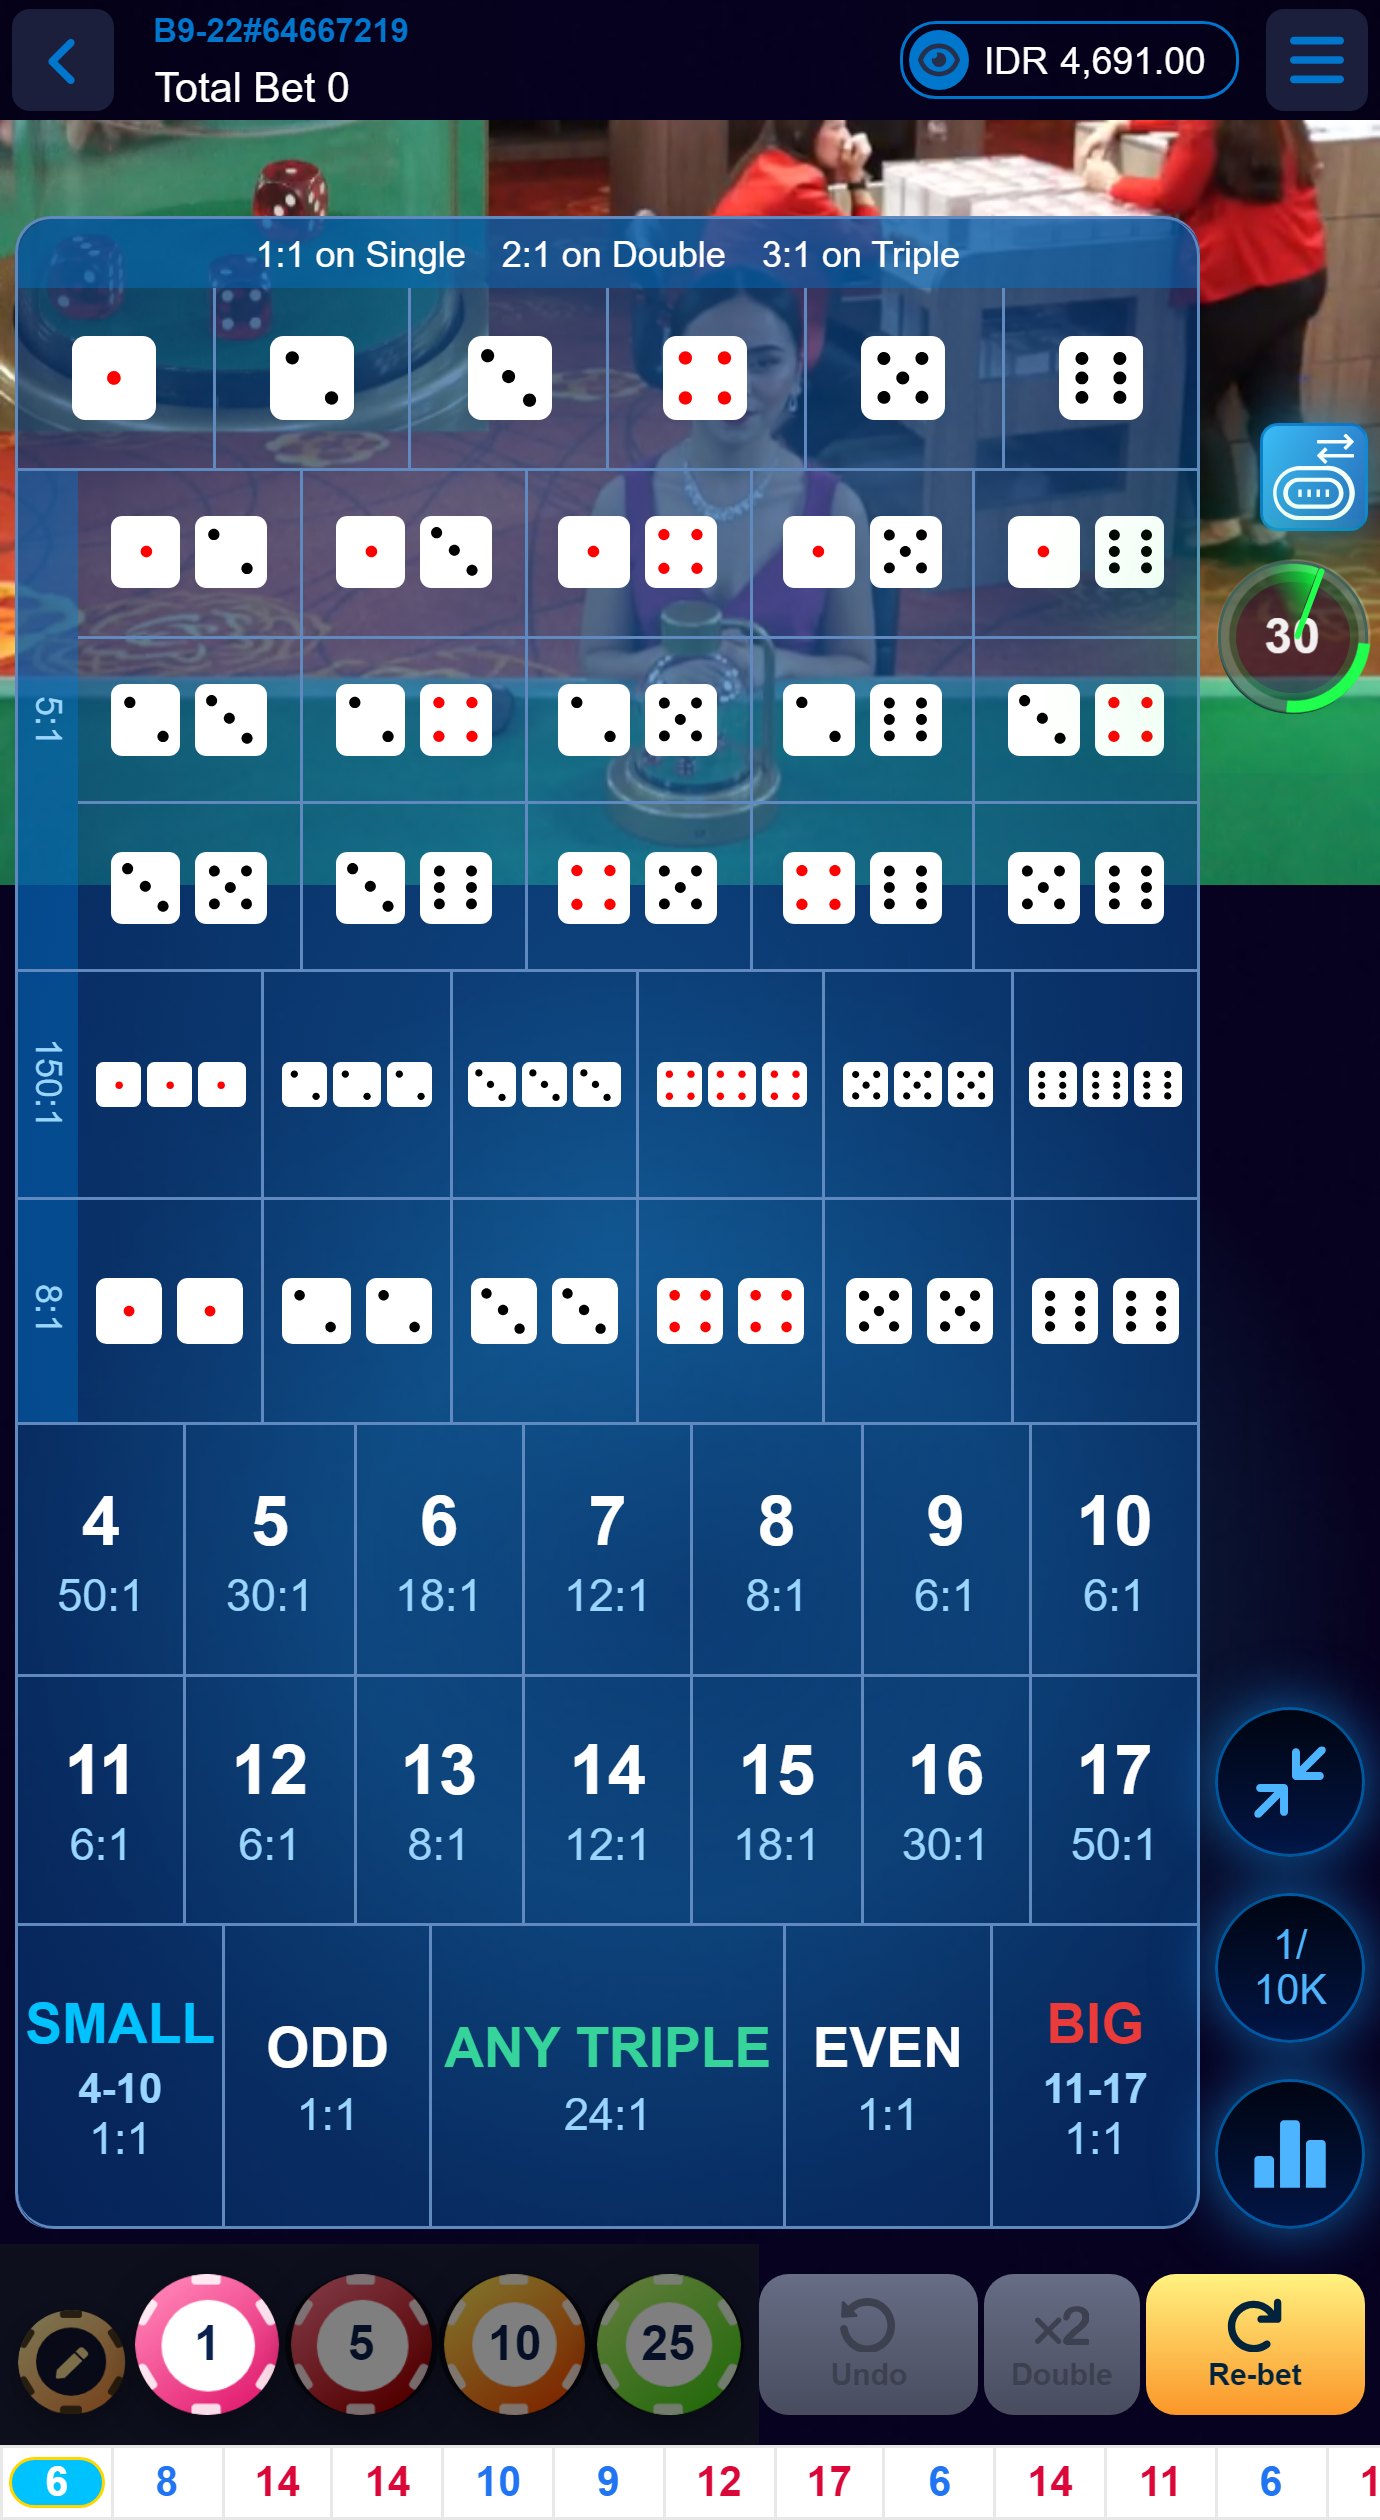 B9-22#64667219
Total Bet 0
IDR 4,691.00
1:1 on Single 2:1 on Double 3:1 on Triple
30
5:1
150:1
8:1
4 5 6 7 8 9 10
50:1 30:1 18:1 12:1 8:1 6:1 6:1
11 12 13 14 15 16 17
6:1 6:1 8:1 12:1 18:1 30:1 50:1
SMALL
4-10
1:1
ODD
1:1
ANY TRIPLE
24:1
EVEN
1:1
BIG
11-17
1:1
1/
10K
1 5 10 25
Undo
x2
Double
Re-bet
6 8 14 14 10 9 12 17 6 14 11 6